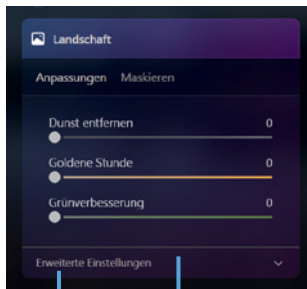 Landschaft
Anpassungen Maskieren
Dunst entfernen 0
Goldene Stunde 0
Grünverbesserung 0
Erweiterte Einstellungen